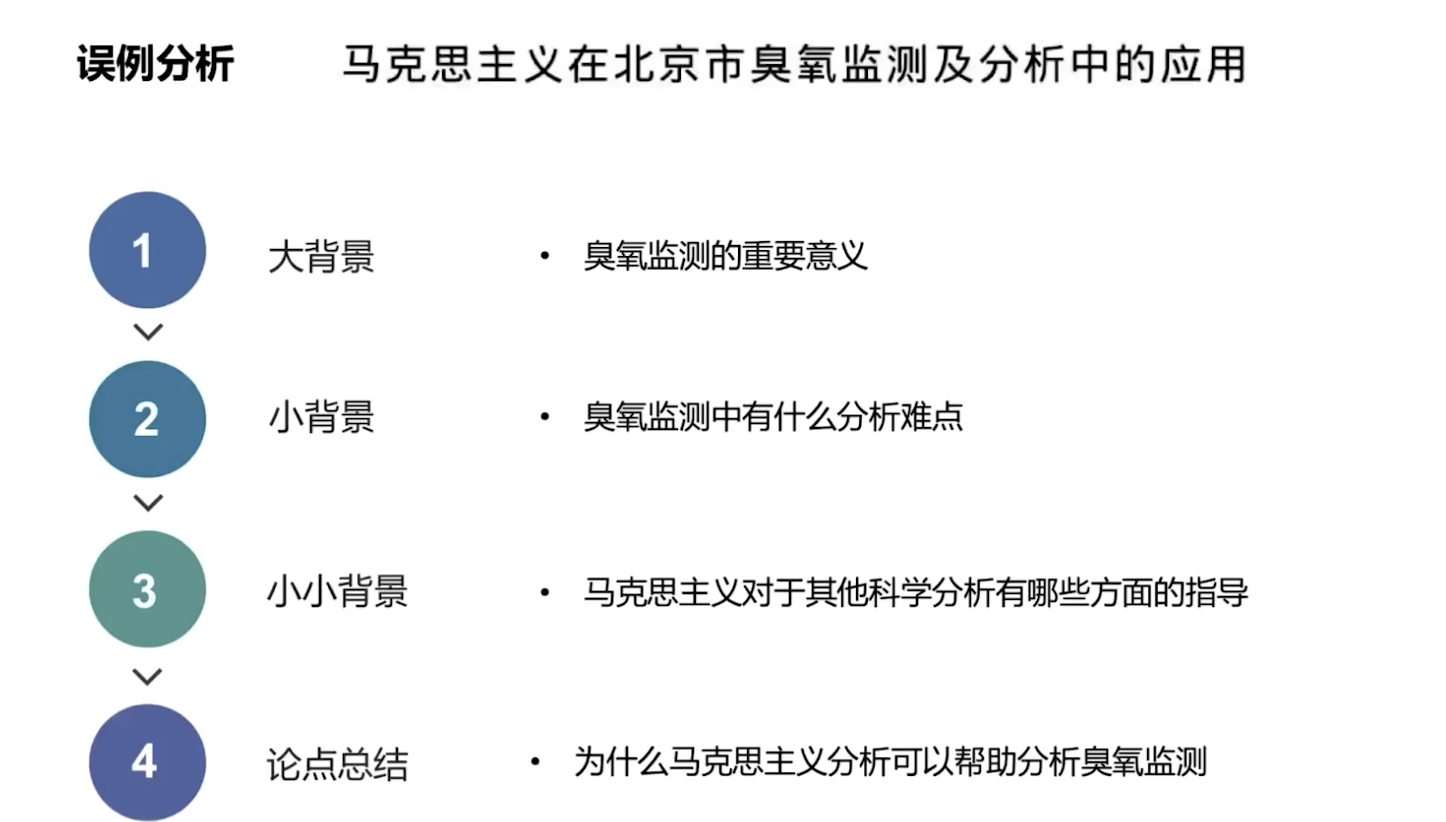 误例分析 马克思主义在北京市臭氧监测及分析中的应用
1 大背景 • 臭氧监测的重要意义
2 小背景 • 臭氧监测中有什么分析难点
3 小小背景 • 马克思主义对于其他科学分析有哪些方面的指导
4 论点总结 • 为什么马克思主义分析可以帮助分析臭氧监测